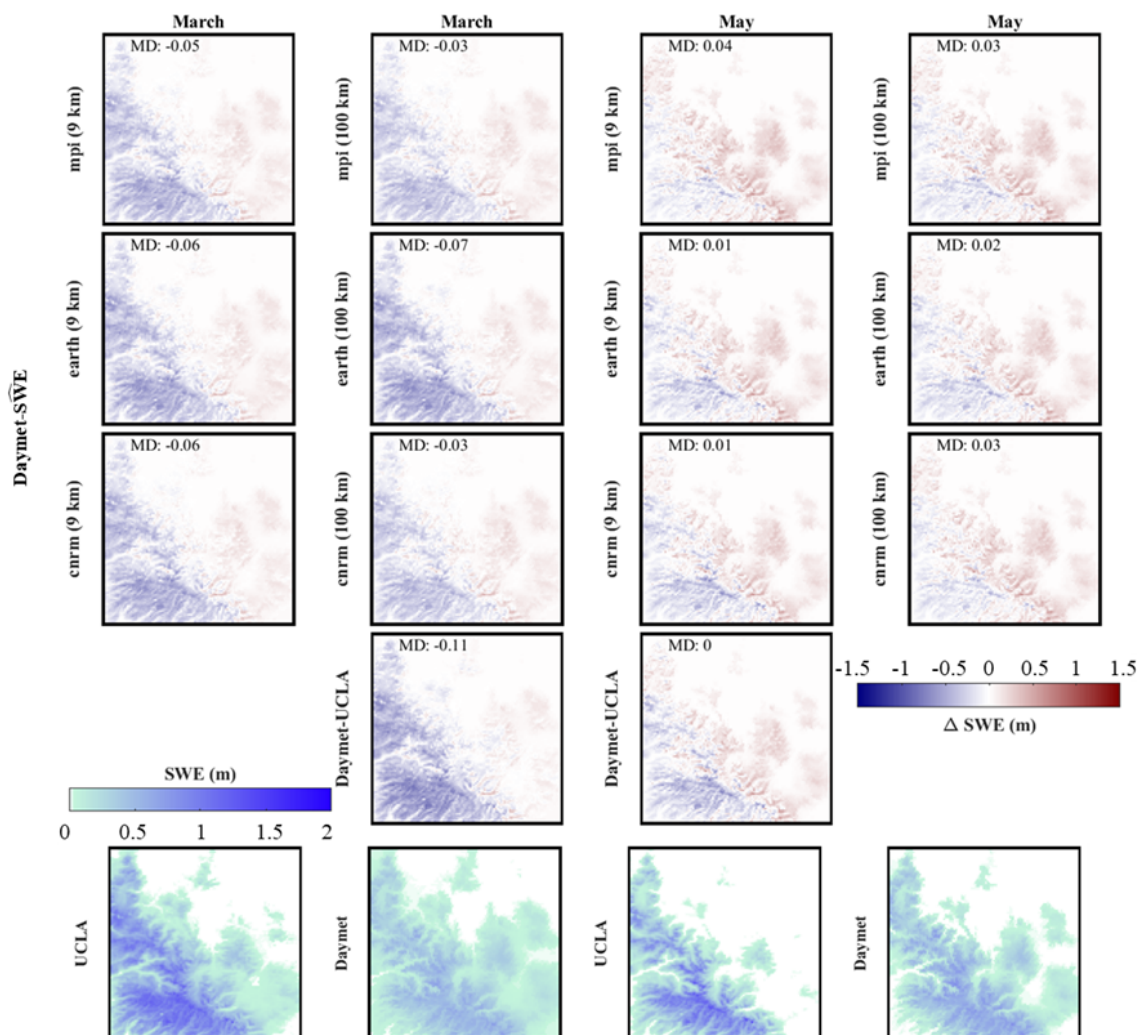 March
March
May
May
MD: -0.05
MD: -0.03
MD: 0.04
MD: 0.03
mpi (9 km)
mpi (100 km)
mpi (9 km)
mpi (100 km)
MD: -0.06
MD: -0.07
MD: 0.01
MD: 0.02
earth (9 km)
earth (100 km)
earth (9 km)
earth (100 km)
Daymet-SWE
MD: -0.06
MD: -0.03
MD: 0.01
MD: 0.03
cnrm (9 km)
cnrm (100 km)
cnrm (9 km)
cnrm (100 km)
MD: -0.11
MD: 0
Daymet-UCLA
Daymet-UCLA
-1.5 -1 -0.5 0 0.5 1 1.5
△ SWE (m)
SWE (m)
0 0.5 1 1.5 2
UCLA
Daymet
UCLA
Daymet